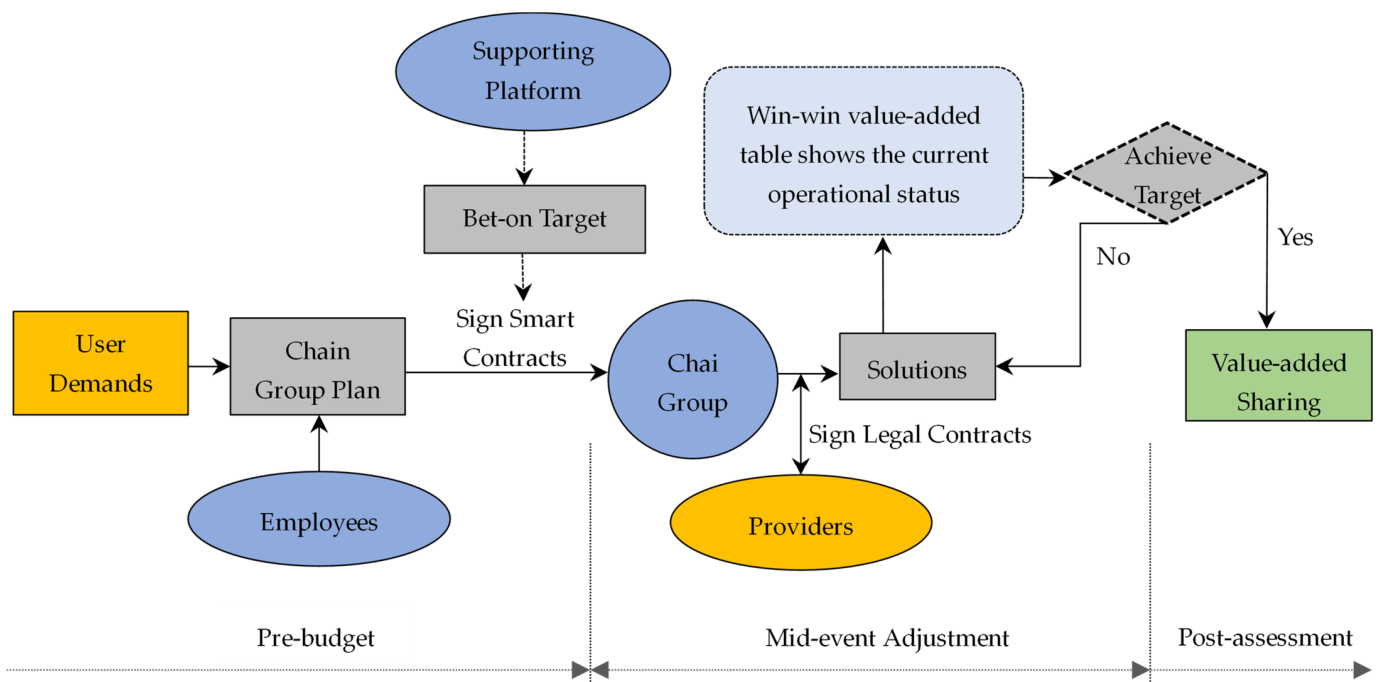 Supporting
Platform
Bet-on Target
Sign Smart
Contracts
User
Demands
Chain
Group Plan
Employees
Chai
Group
Sign Legal Contracts
Providers
Solutions
Win-win value-added
table shows the current
operational status
Achieve
Target
No
Yes
Value-added
Sharing
Pre-budget
Mid-event Adjustment
Post-assessment